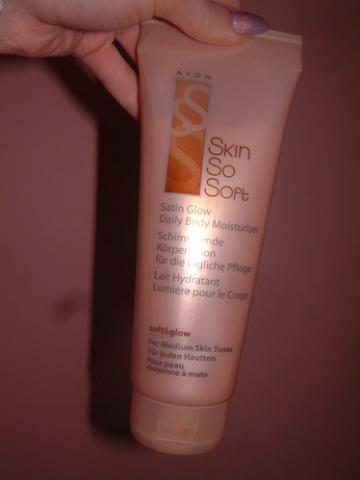 AVON
SS
Skin
So
Soft
Satin Glow
Daily Body Moisturiser
Schimmernde
Körperlotion
für die tägliche Pflege
Lait Hydratant
Lumière pour le Corps
soft&glow
For Medium Skin Tones
Für jeden Hautton
Pour peau
moyenne à mate